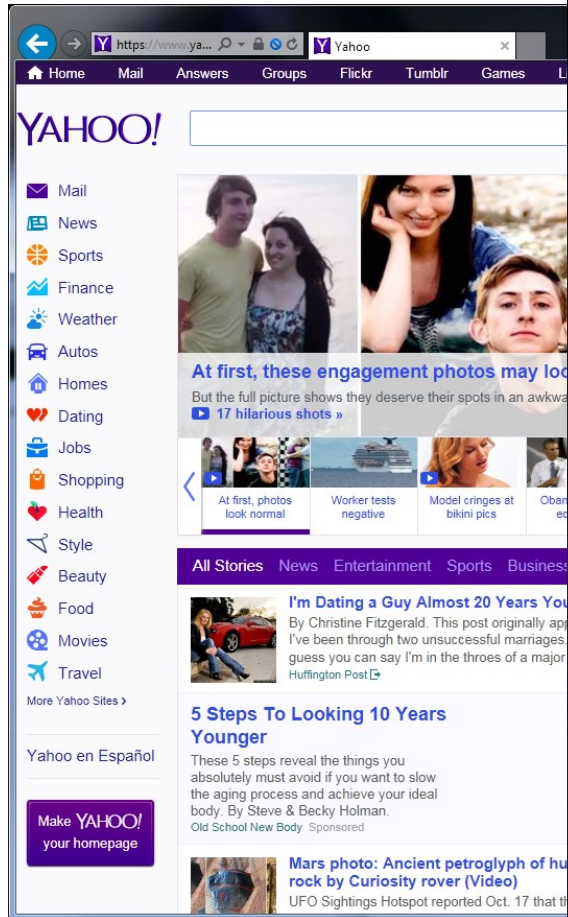 https://www.ya...
Yahoo
Home Mail Answers Groups Flickr Tumblr Games
YAHOO!
Mail
News
Sports
Finance
Weather
Autos
Homes
Dating
Jobs
Shopping
Health
Style
Beauty
Food
Movies
Travel
More Yahoo Sites >
Yahoo en Español
Make YAHOO!
your homepage
At first, these engagement photos may
But the full picture shows they deserve their spots in an
17 hilarious shots »
At first, photos
look normal
Worker tests
negative
Model cringes at
bikini pics
All Stories News Entertainment Sports Business
I'm Dating a Guy Almost 20 Years
By Christine Fitzgerald. This post originally
I've been through two unsuccessful marriages.
guess you can say I'm in the throes of a major
Huffington Post
5 Steps To Looking 10 Years
Younger
These 5 steps reveal the things you
absolutely must avoid if you want to slow
the aging process and achieve your ideal
body. By Steve & Becky Holman.
Old School New Body Sponsored
Mars photo: Ancient petroglyph of
rock by Curiosity rover (Video)
UFO Sightings Hotspot reported Oct. 17 that